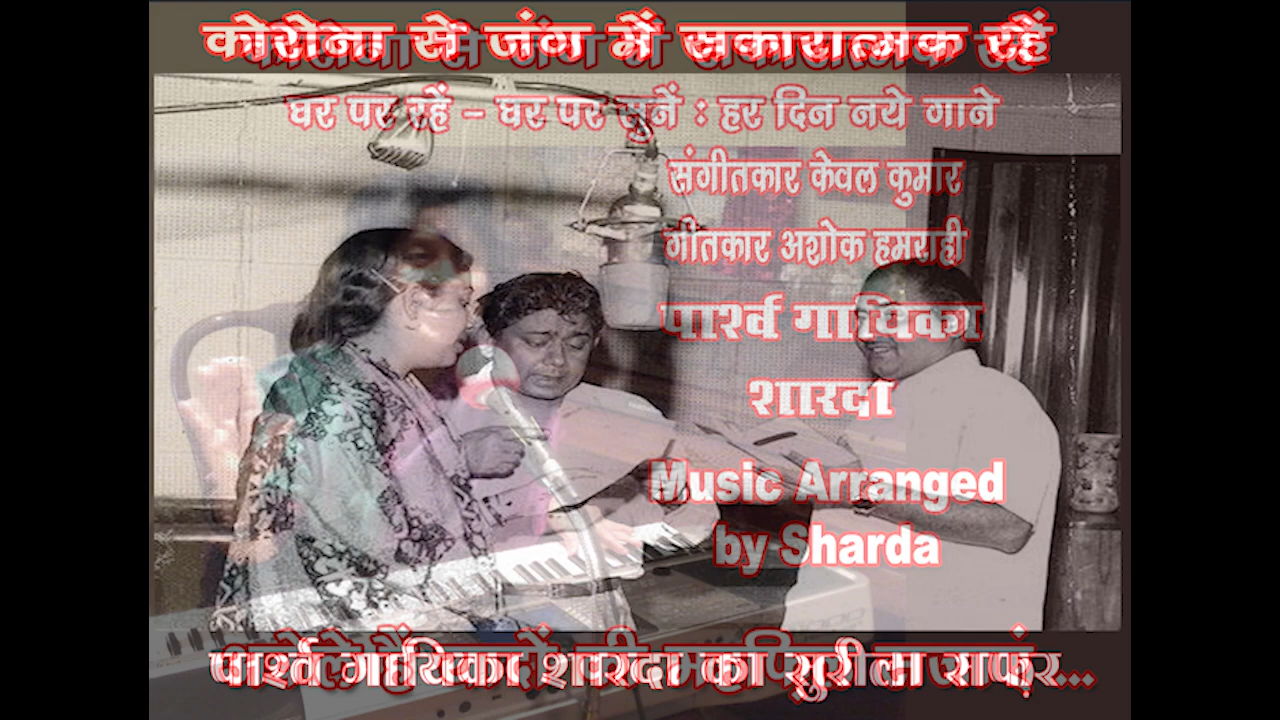 कोरोना से जंग में सकारात्मक रहें
घर पर रहें - घर पर सुनें : हर दिन नये गाने
संगीतकार केवल कुमार
गीतकार अशोक हमराही
पार्श्व गायिका
शारदा
Music Arranged
by Sharda
पार्श्व गायिका शारदा का सुरीला सफ़र...